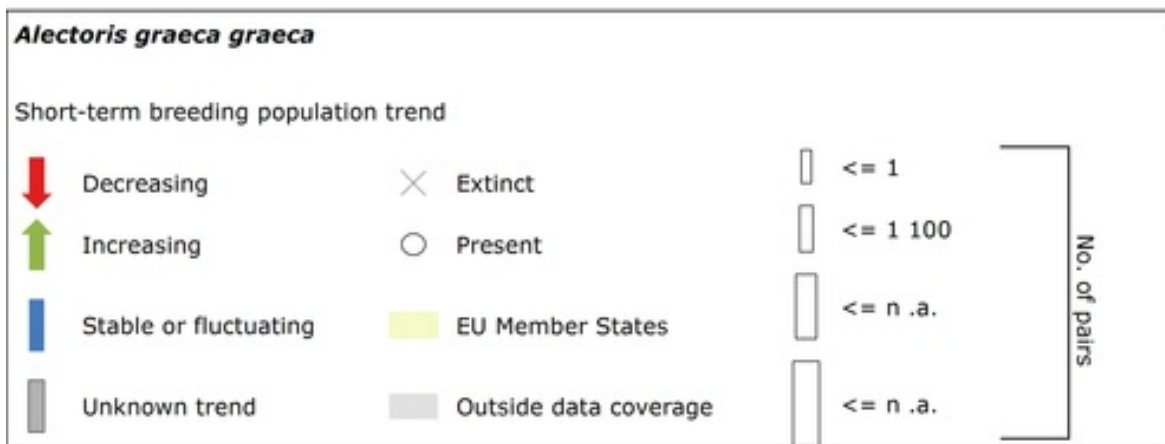 Alectoris graeca graeca
Short-term breeding population trend
Decreasing
Extinct
<= 1
Increasing
Present
<= 1 100
Stable or fluctuating
EU Member States
<= n .a.
Unknown trend
Outside data coverage
<= n .a.
No. of pairs